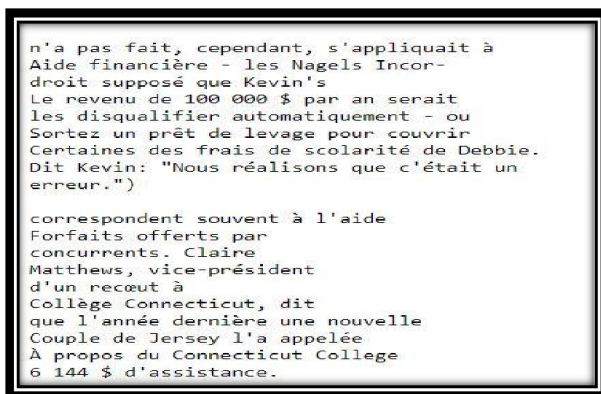 n'a pas fait, cependant, s'appliquait à
Aide financière - les Nagels Incor-
droit supposé que Kevin's
Le revenu de 100 000 $ par an serait
les disqualifier automatiquement - ou
Sortez un prêt de levage pour couvrir
Certaines des frais de scolarité de Debbie.
Dit Kevin: "Nous réalisons que c'était un
erreur.")

correspondent souvent à l'aide
Forfaits offerts par
concurrents. Claire
Matthews, vice-président
d'un recœut à
Collège Connecticut, dit
que l'année dernière une nouvelle
Couple de Jersey l'a appelée
À propos du Connecticut College
6 144 $ d'assistance.